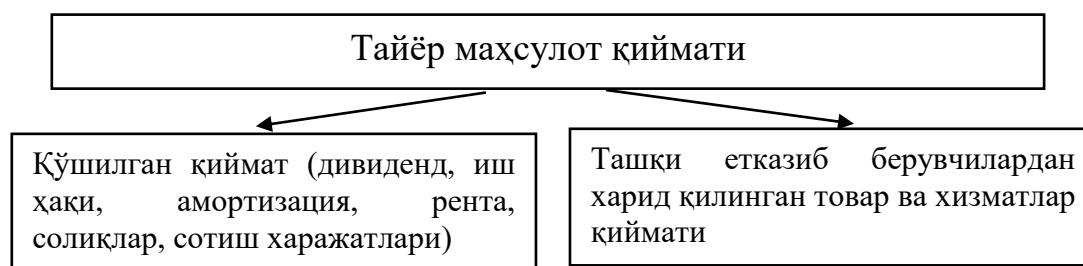 Тайёр маҳсулот қиймати
Қўшилган қиймат (дивиденд, иш
ҳақи, амортизация, рента,
солиқлар, сотиш харажатлари)
Ташқи етказиб берувчилардан
харид қилинган товар ва хизматлар
қиймати